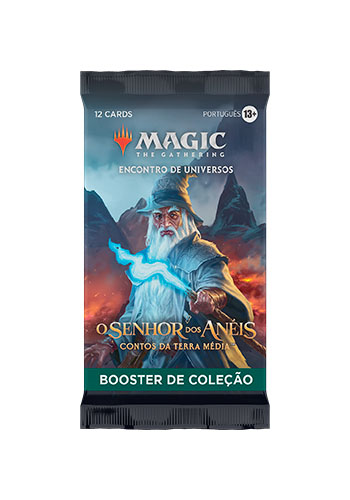 12 CARDS
PORTUGUÊS 13+
MAGIC
THE GATHERING
ENCONTRO DE UNIVERSOS
O SENHOR DOS ANÉIS
CONTOS DA TERRA MÉDIA
BOOSTER DE COLEÇÃO